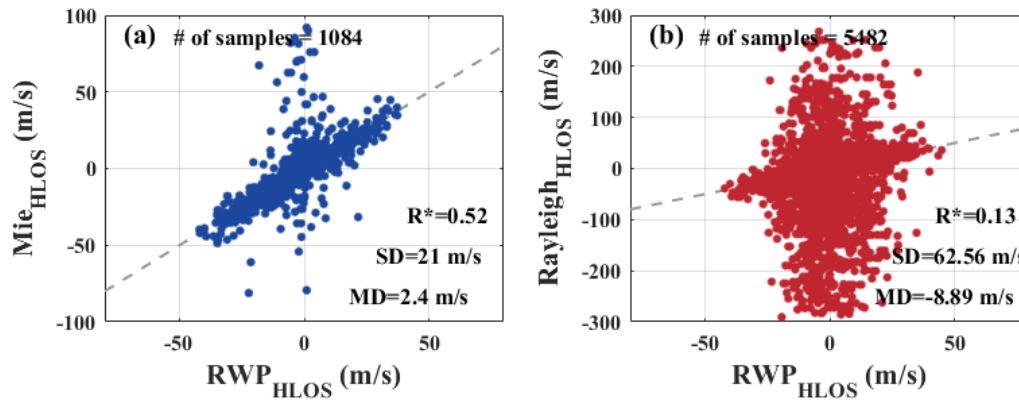 (a) # of samples = 1084
100
50
0
-50
-100
Mie_HLOS (m/s)
R*=0.52
SD=21 m/s
MD=2.4 m/s
-50 0 50
RWP_HLOS (m/s)
(b) # of samples = 5482
300
200
100
0
-100
-200
-300
Rayleigh_HLOS (m/s)
R*=0.13
SD=62.56 m/s
MD=-8.89 m/s
-50 0 50
RWP_HLOS (m/s)